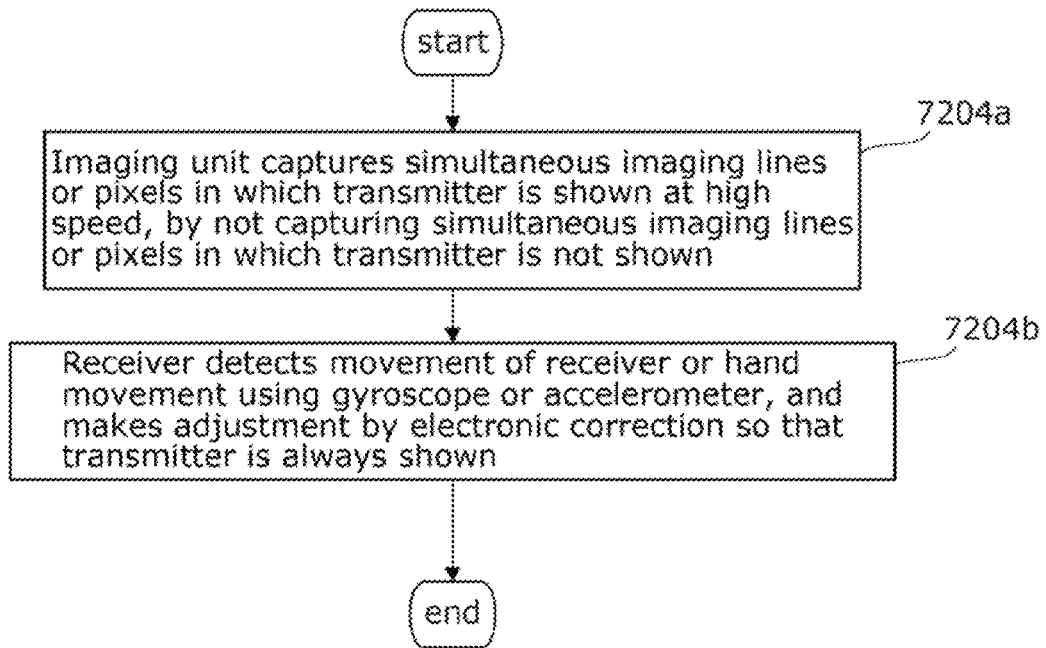 start
7204a
Imaging unit captures simultaneous imaging lines
or pixels in which transmitter is shown at high
speed, by not capturing simultaneous imaging lines
or pixels in which transmitter is not shown
7204b
Receiver detects movement of receiver or hand
movement using gyroscope or accelerometer, and
makes adjustment by electronic correction so that
transmitter is always shown
end